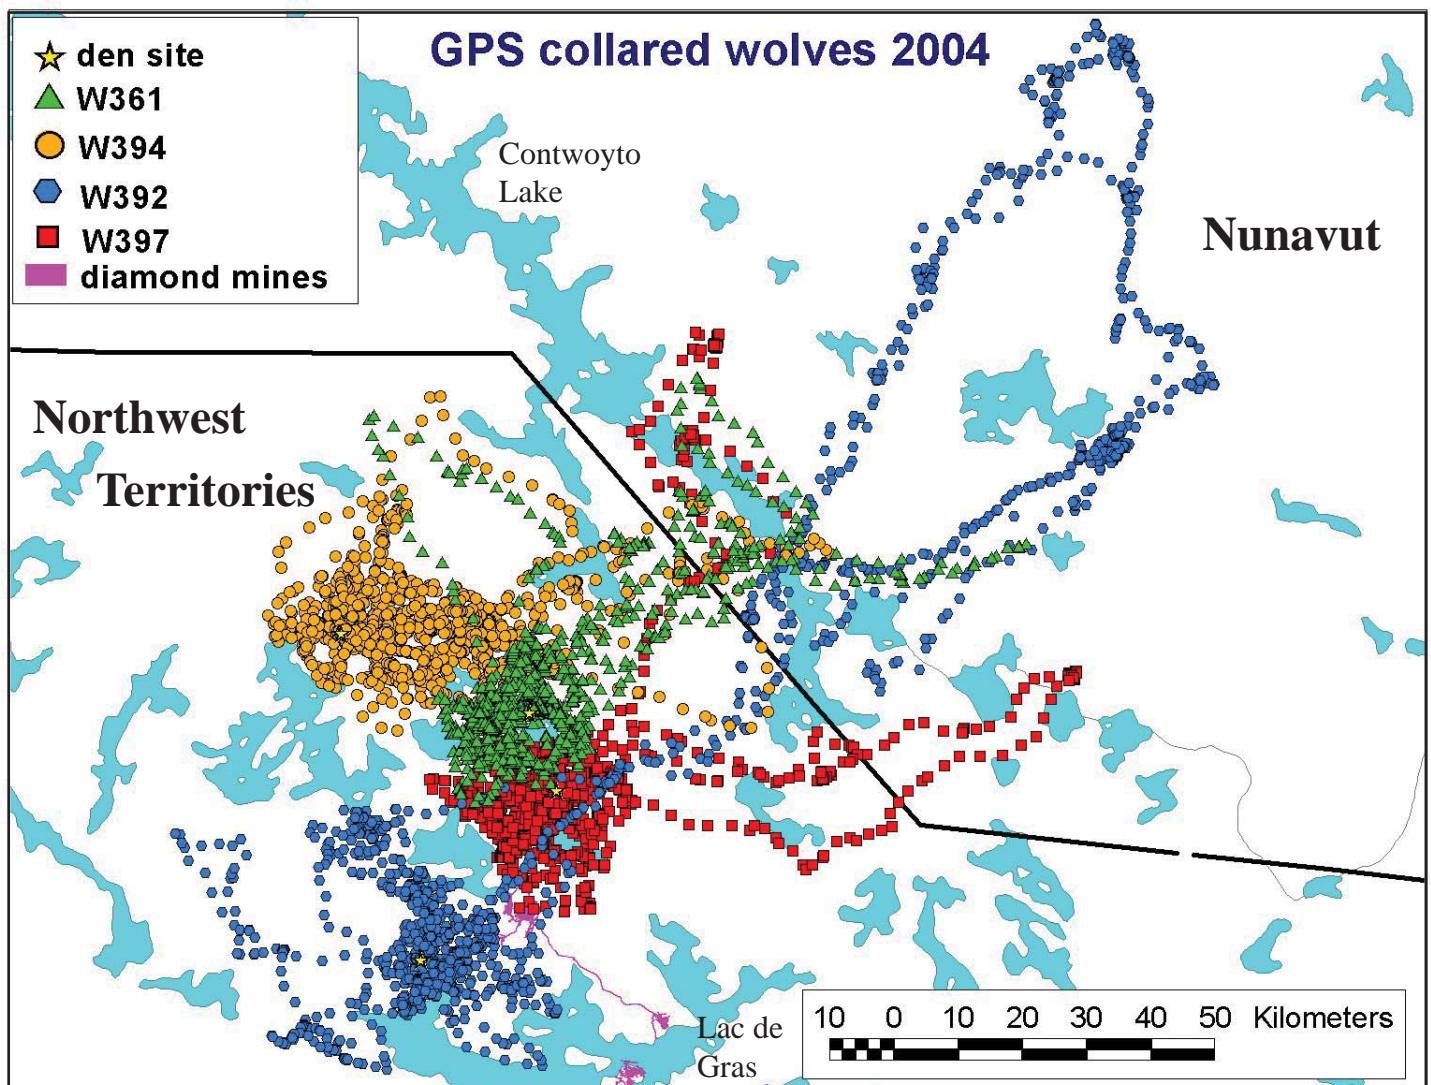 GPS collared wolves 2004
den site
W361
W394
W392
W397
diamond mines
Contwoyto
Lake
Nunavut
Northwest
Territories
Lac de
Gras
10 0 10 20 30 40 50 Kilometers